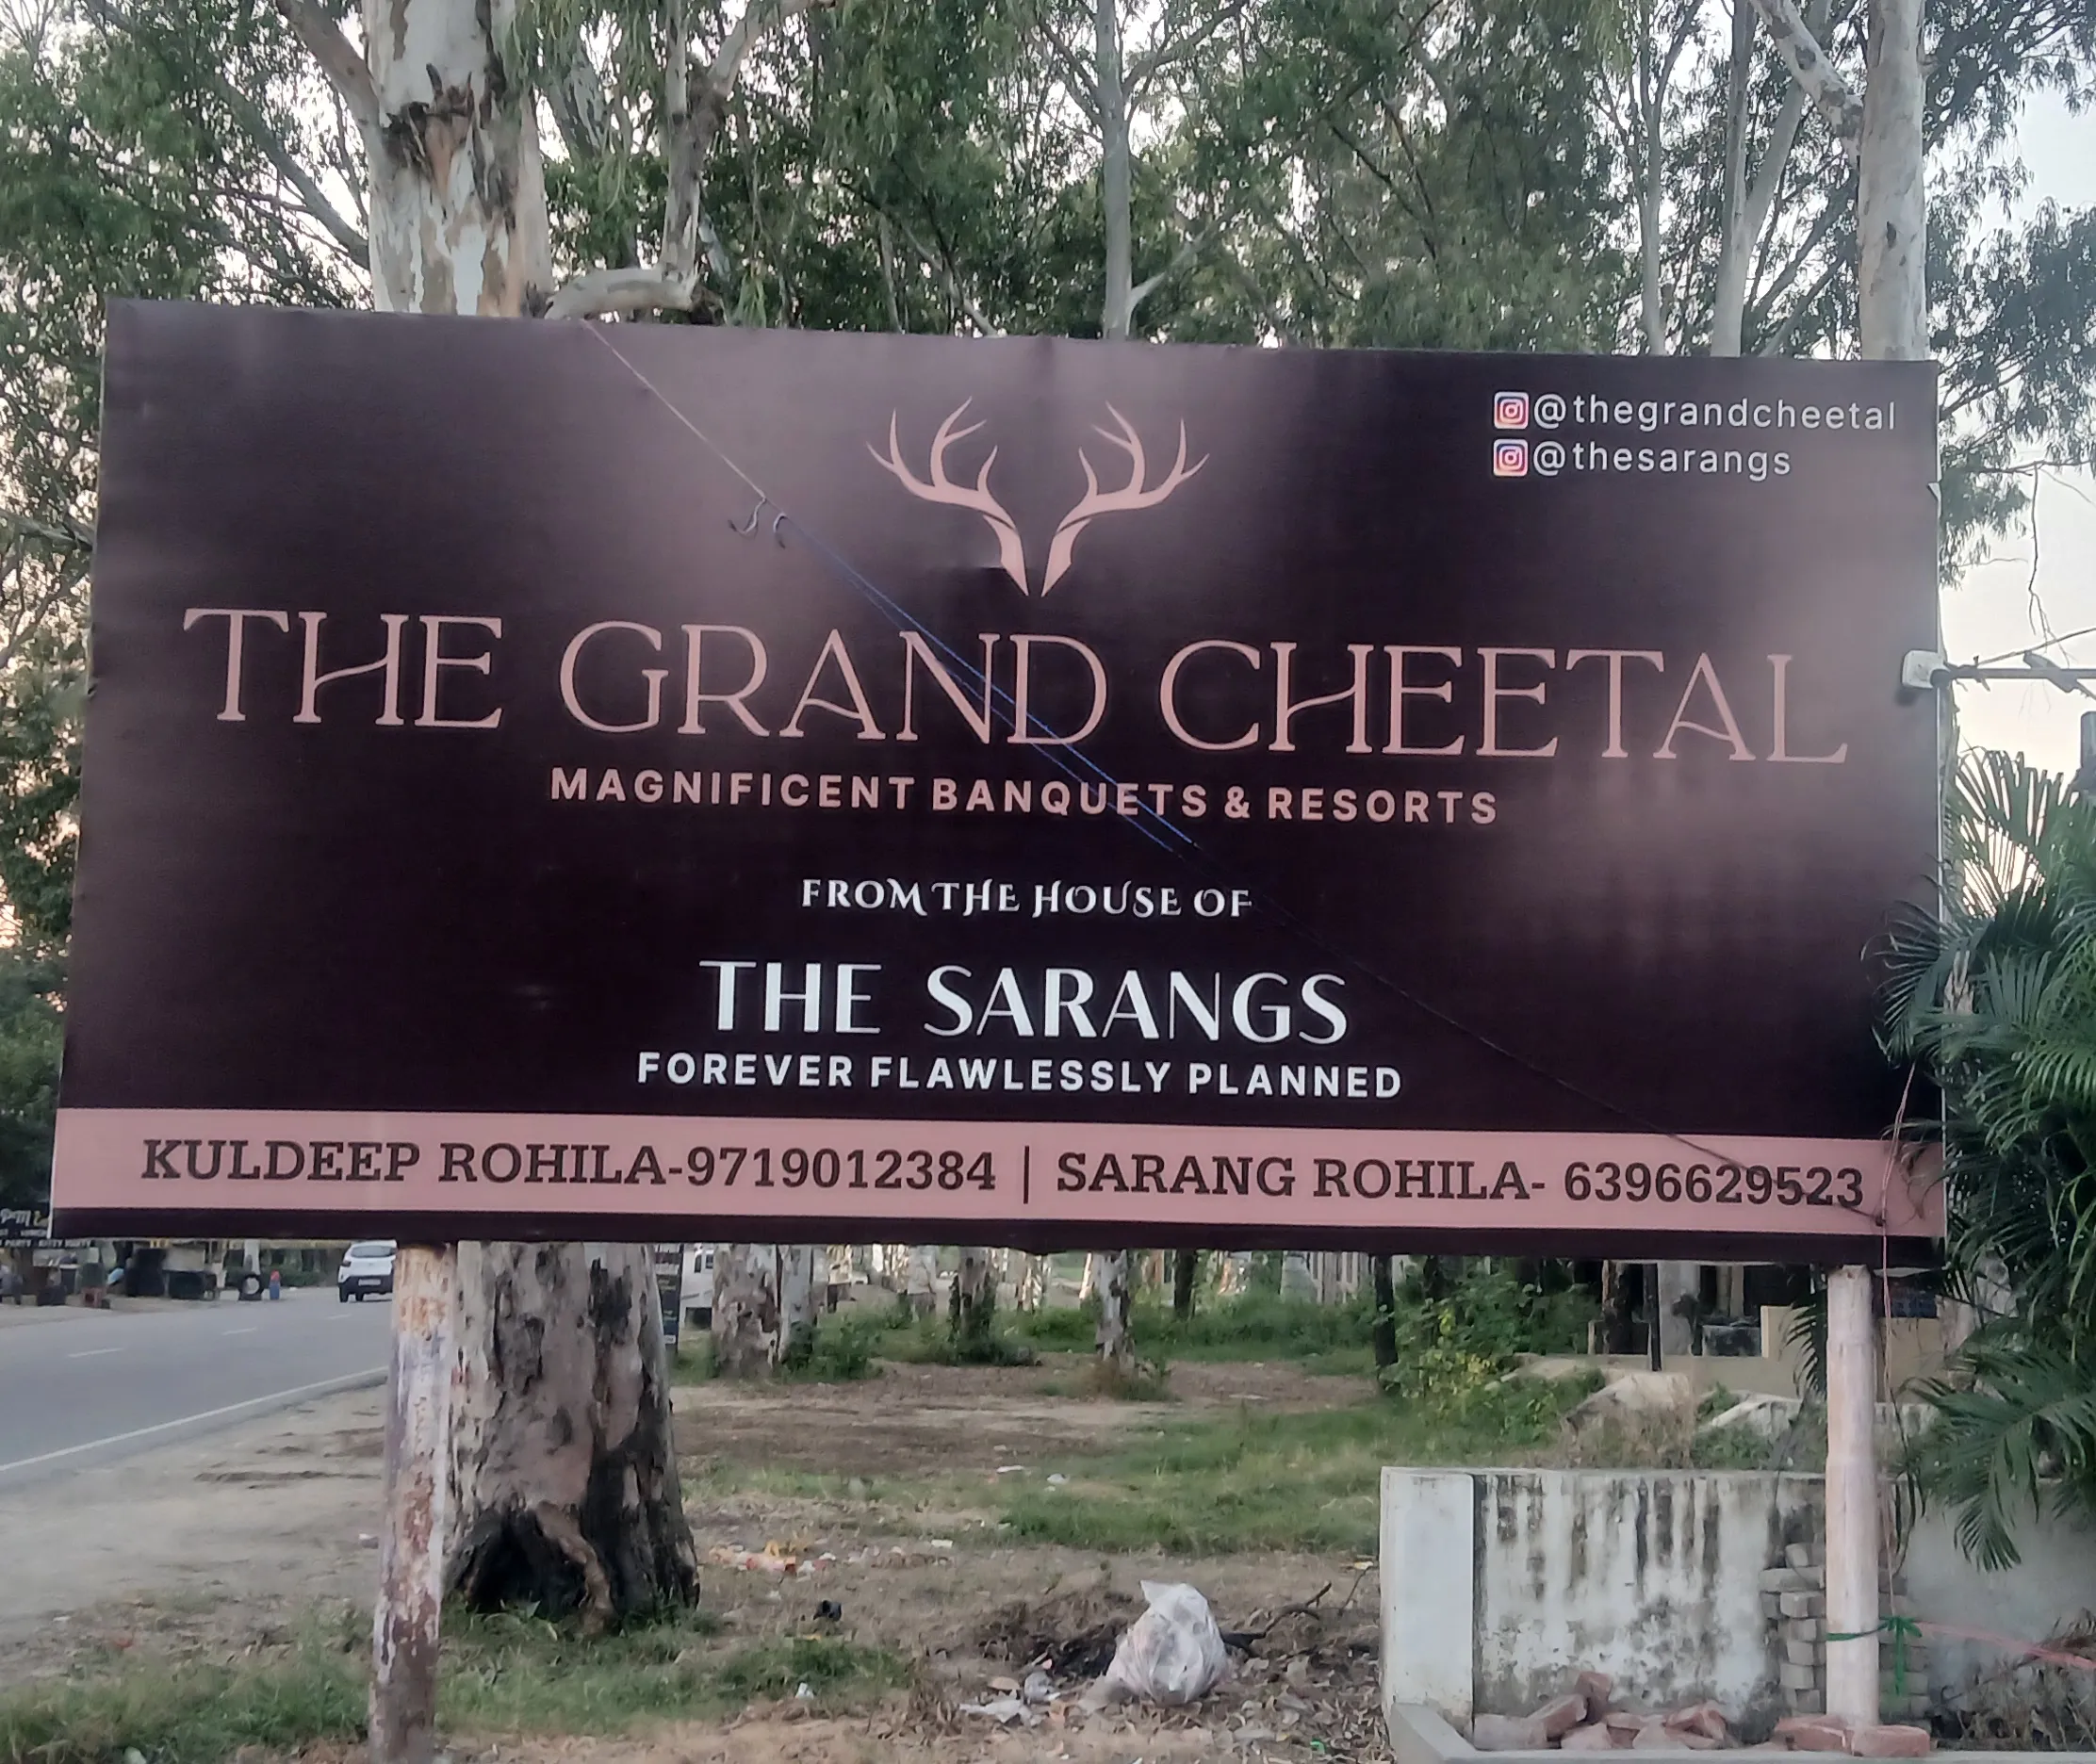 @thegrandcheetal
@thesarangs
THE GRAND CHEETAL
MAGNIFICENT BANQUETS & RESORTS
FROM THE HOUSE OF
THE SARANGS
FOREVER FLAWLESSLY PLANNED
KULDEEP ROHILA-9719012384 | SARANG ROHILA- 6396629523